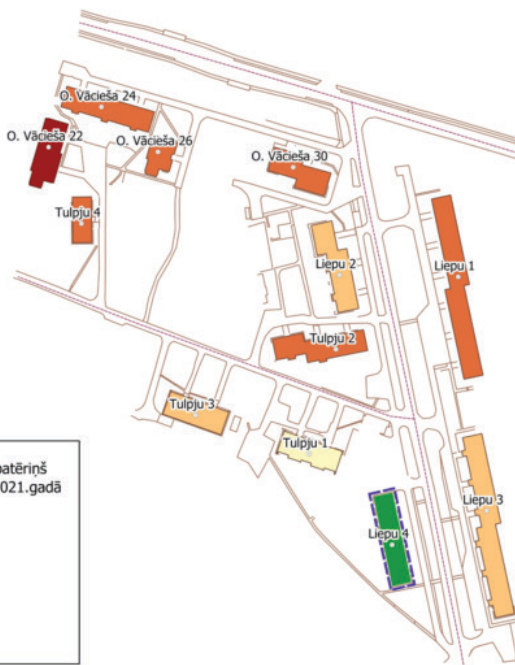 O. Vācieša 24
O. Vācieša 22
O. Vācieša 26
O. Vācieša 30
Tulpju 4
Liepu 2
Liepu 1
Tulpju 2
Tulpju 3
Tulpju 1
Liepu 3
Liepu 4
patēriņš
021.gadā